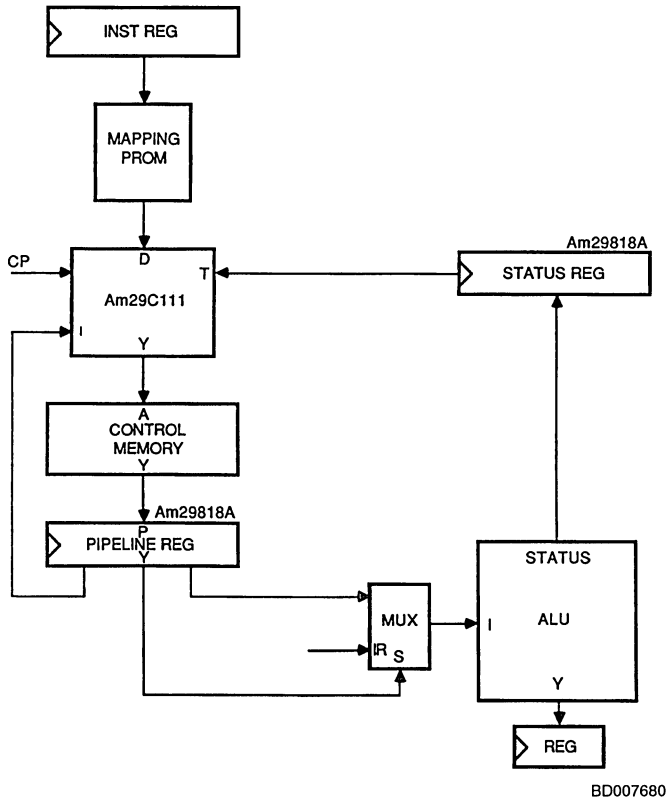 INST REG
MAPPING
PROM
Am29818A
CP
D
T
STATUS REG
Am29C111
I
Y
A
CONTROL
MEMORY
Y
Am29818A
P
PIPELINE REG
Y
STATUS
MUX
I
ALU
IR
S
Y
REG
BD007680